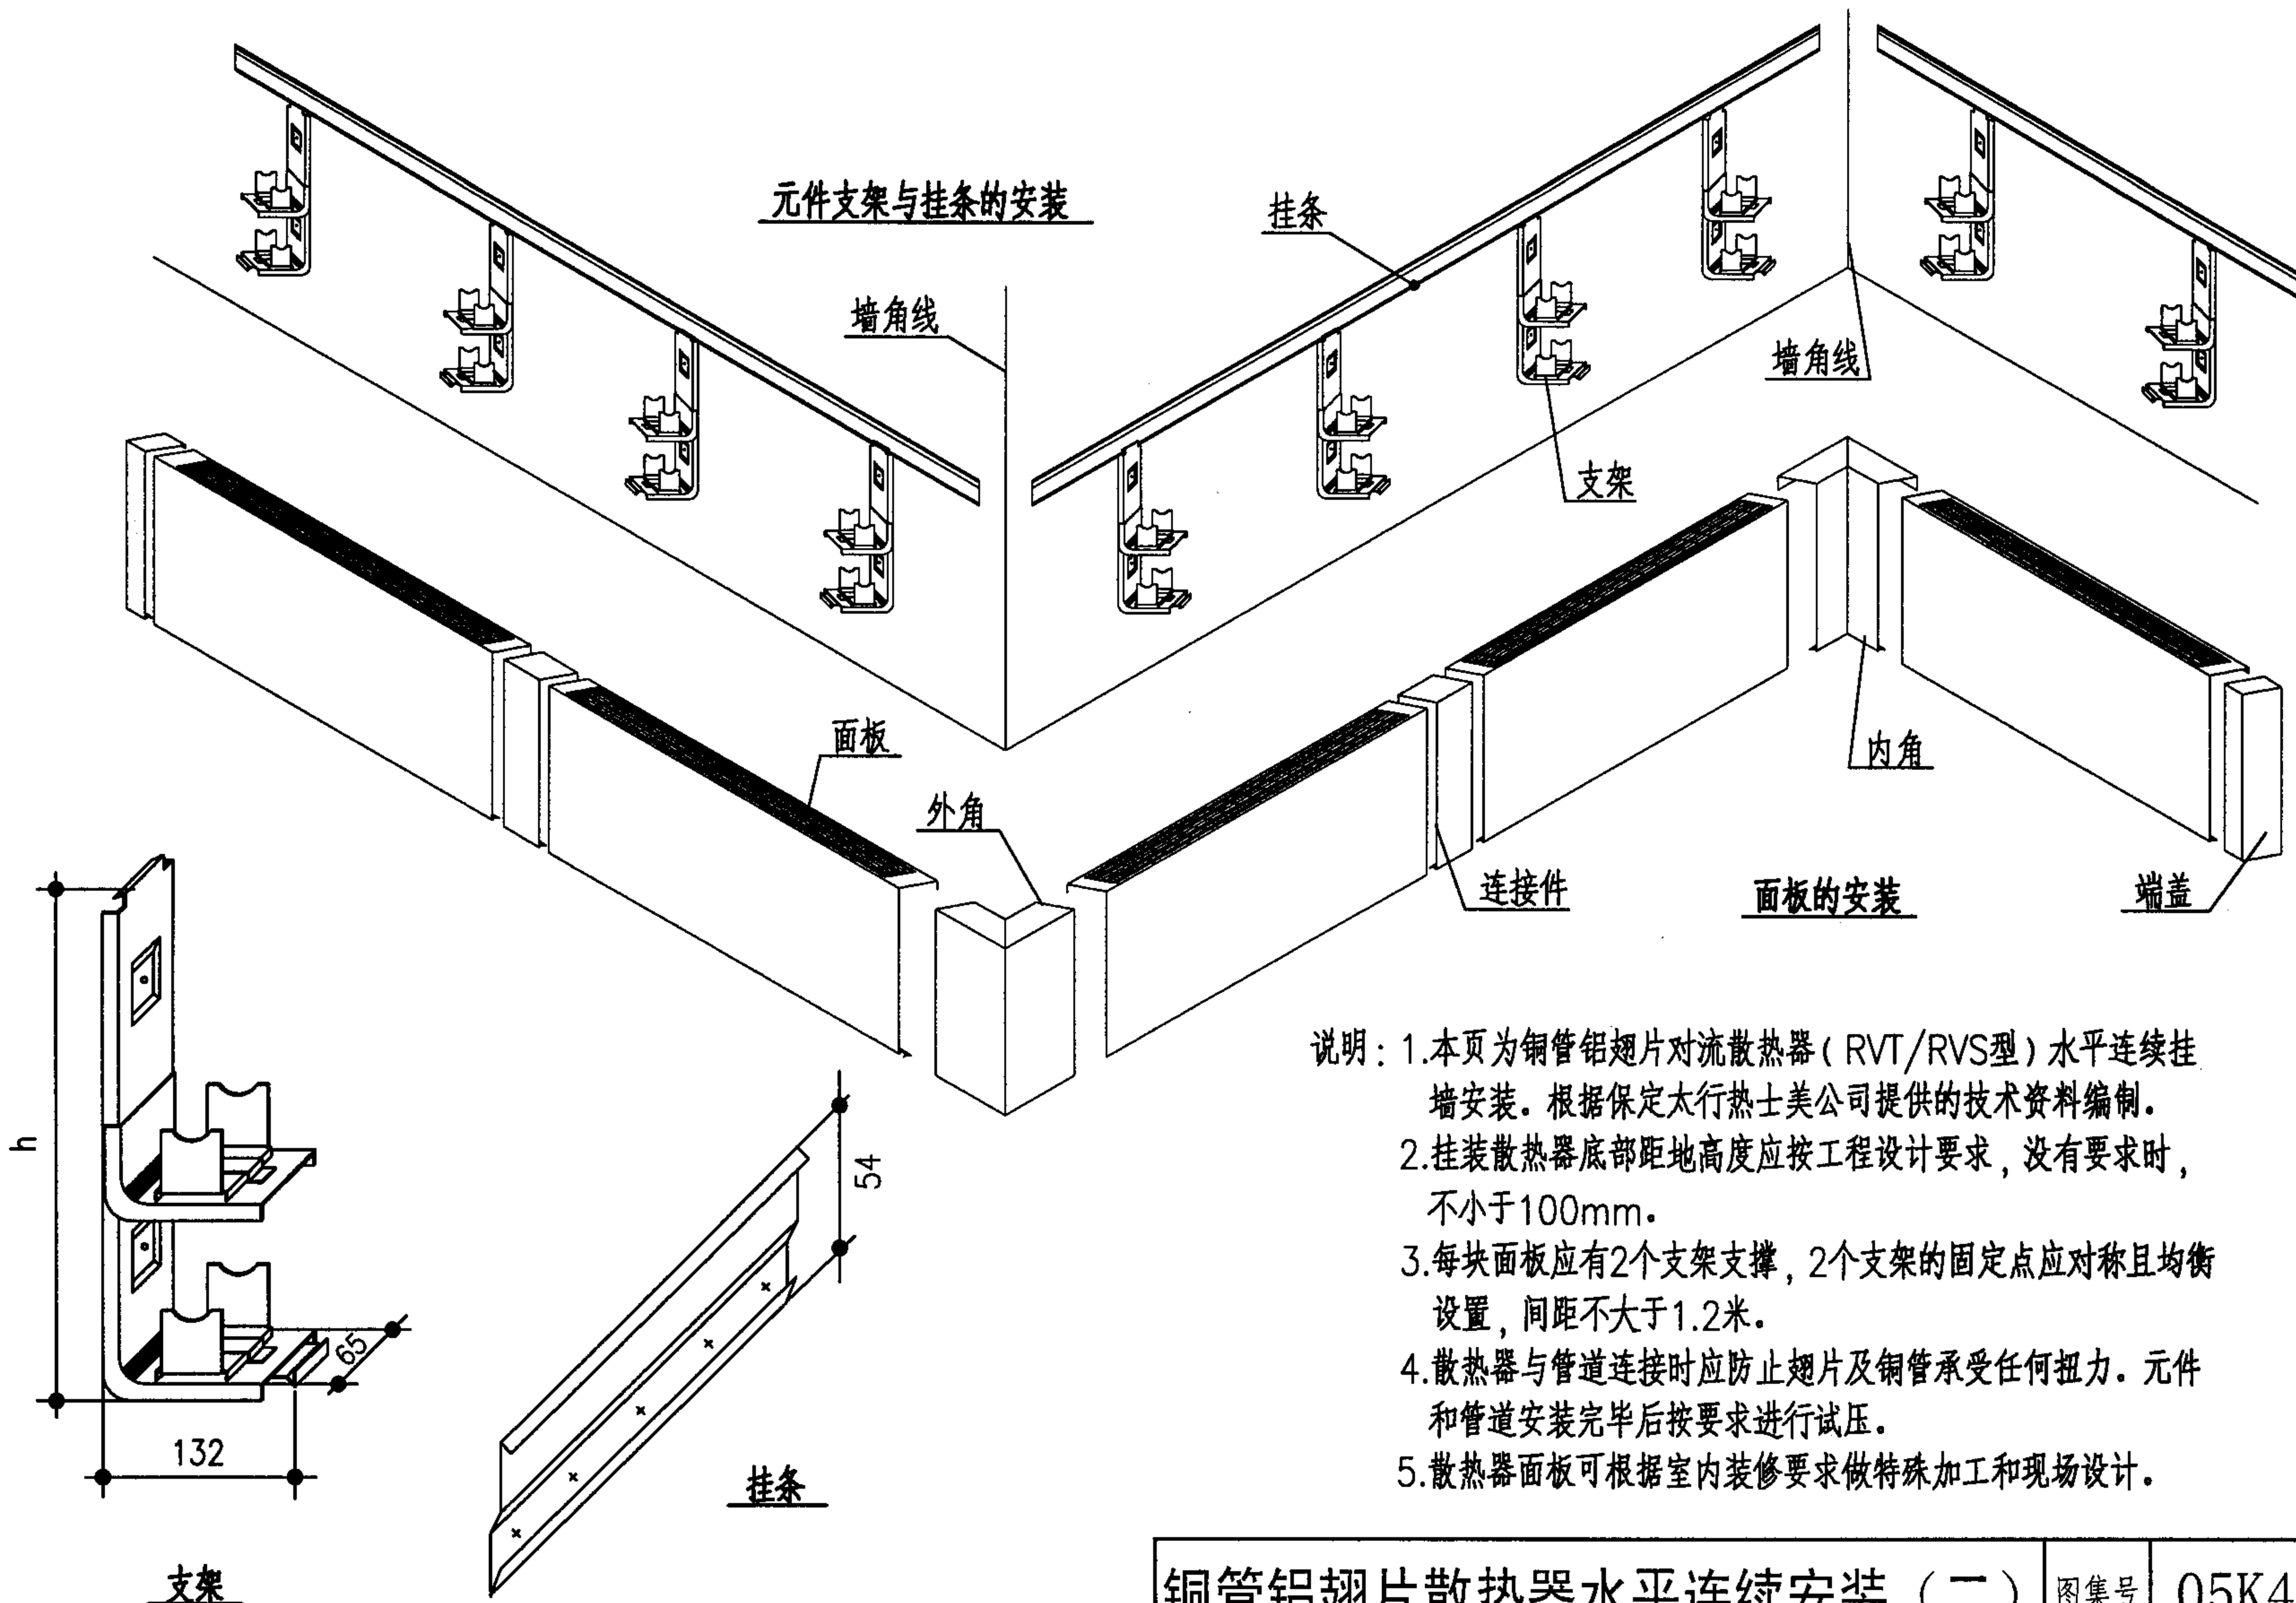 元件支架与挂条的安装
挂条
墙角线
墙角线
支架
面板
外角
内角
连接件
面板的安装
端盖
h
65
132
支架
54
挂条
说明：1.本页为铜管铝翅片对流散热器（RVT/RVS型）水平连续挂
墙安装。根据保定太行热士美公司提供的技术资料编制。
2.挂装散热器底部距地高度应按工程设计要求，没有要求时，
不小于100mm。
3.每块面板应有2个支架支撑，2个支架的固定点应对称且均衡
设置，间距不大于1.2米。
4.散热器与管道连接时应防止翅片及铜管承受任何扭力。元件
和管道安装完毕后按要求进行试压。
5.散热器面板可根据室内装修要求做特殊加工和现场设计。
铜管铝翅片散热器水平连续安装（二）
图集号
05K4